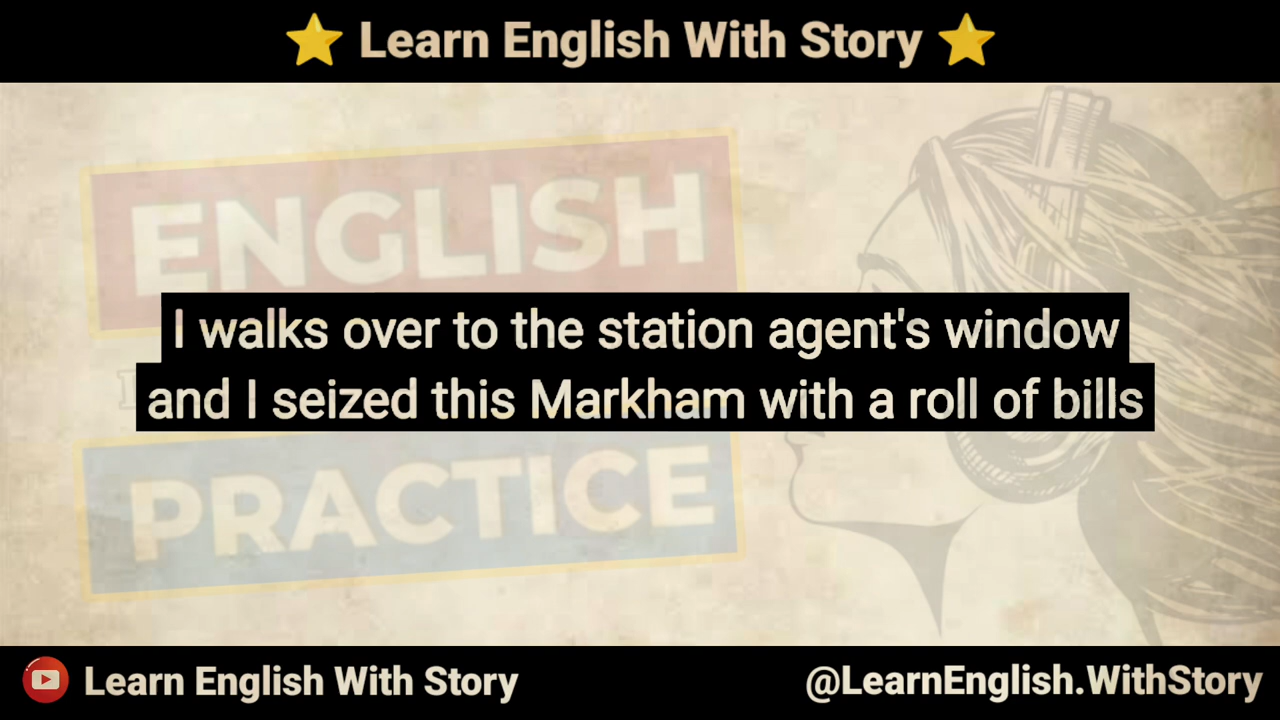 ⭐ Learn English With Story ⭐
ENGLISH
I walks over to the station agent's window
and I seized this Markham with a roll of bills
PRACTICE
Learn English With Story
@LearnEnglish.WithStory